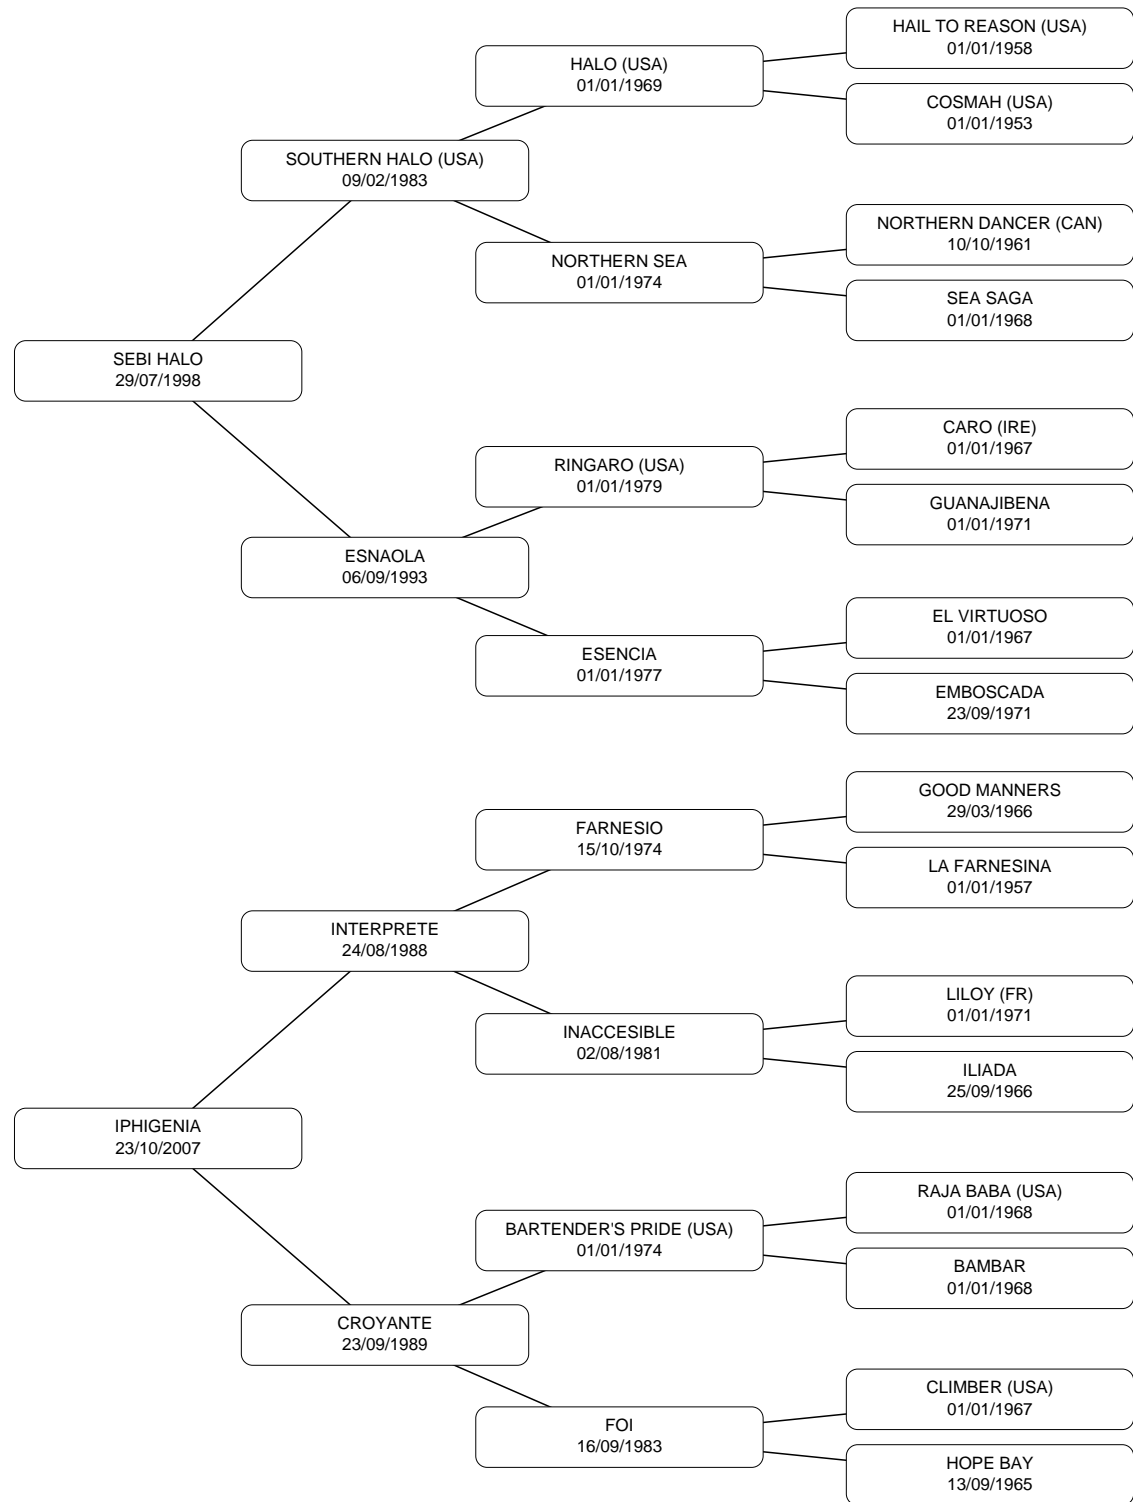 HAIL TO REASON (USA)
01/01/1958
HALO (USA)
01/01/1969
COSMAH (USA)
01/01/1953
SOUTHERN HALO (USA)
09/02/1983
NORTHERN DANCER (CAN)
10/10/1961
NORTHERN SEA
01/01/1974
SEA SAGA
01/01/1968
SEBI HALO
29/07/1998
CARO (IRE)
01/01/1967
RINGARO (USA)
01/01/1979
GUANAJIBENA
01/01/1971
ESNAOLA
06/09/1993
EL VIRTUOSO
01/01/1967
ESENCIA
01/01/1977
EMBOSCADA
23/09/1971
GOOD MANNERS
29/03/1966
FARNESIO
15/10/1974
LA FARNESINA
01/01/1957
INTERPRETE
24/08/1988
LILOY (FR)
01/01/1971
INACCESIBLE
02/08/1981
ILIADA
25/09/1966
IPHIGENIA
23/10/2007
RAJA BABA (USA)
01/01/1968
BARTENDER'S PRIDE (USA)
01/01/1974
BAMBAR
01/01/1968
CROYANTE
23/09/1989
CLIMBER (USA)
01/01/1967
FOI
16/09/1983
HOPE BAY
13/09/1965